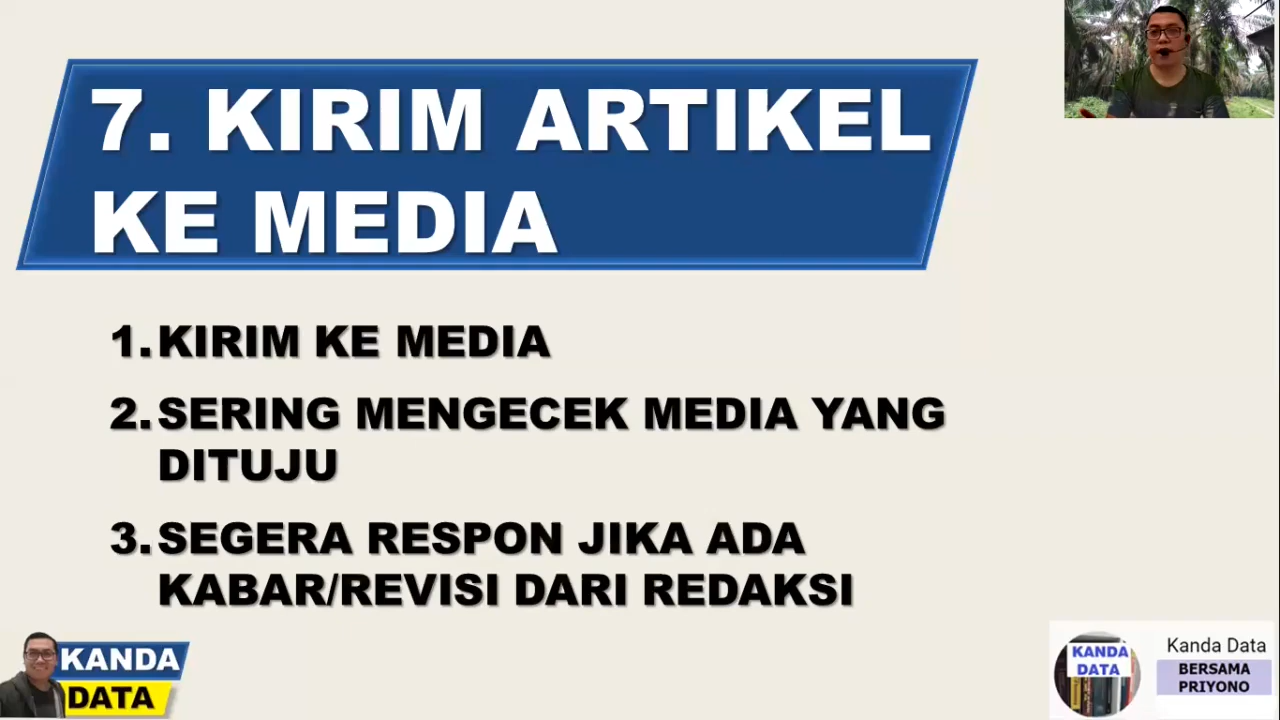 7. KIRIM ARTIKEL
KE MEDIA
1. KIRIM KE MEDIA
2. SERING MENGECEK MEDIA YANG
DITUJU
3. SEGERA RESPON JIKA ADA
KABAR/REVISI DARI REDAKSI
KANDA
DATA
KANDA
DATA
Kanda Data
BERSAMA
PRIYONO